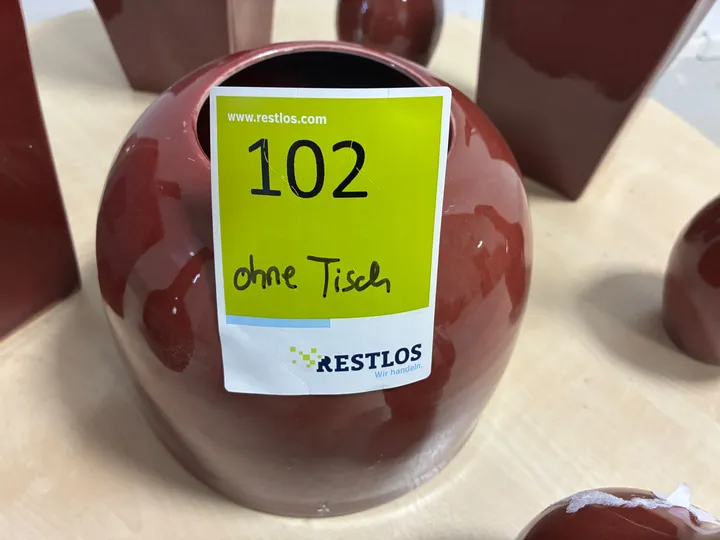 www.restlos.com
102
ohne Tisch
RESTLOS
Wir handeln.